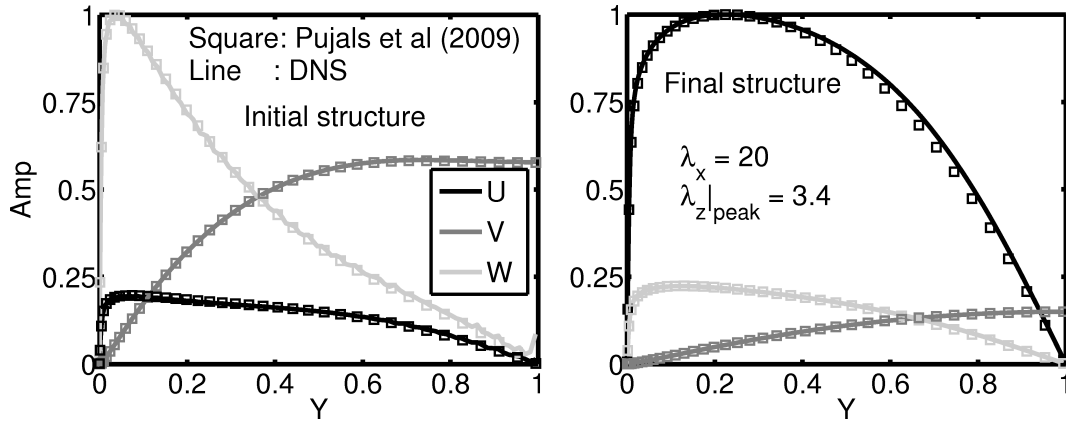 Square: Pujals et al (2009)
Line : DNS
Initial structure
U
V
W
Amp
1
0.75
0.5
0.25
0
0 0.2 0.4 0.6 0.8 1
Y
Final structure
λx = 20
λz|peak = 3.4
1
0.75
0.5
0.25
0
0 0.2 0.4 0.6 0.8 1
Y